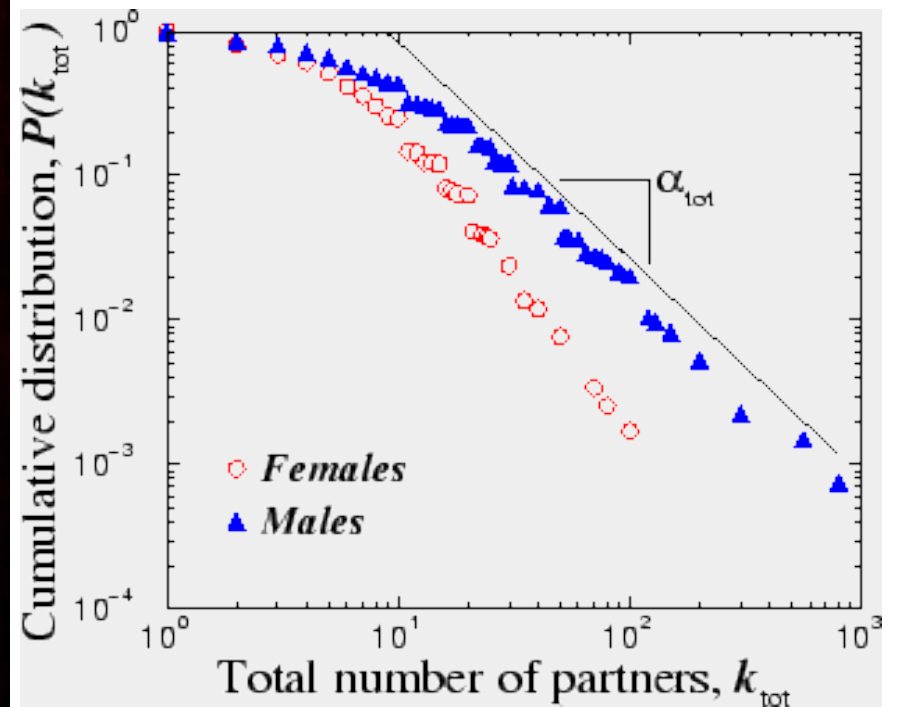 Cumulative distribution, P(k_tot)
10^0
10^-1
10^-2
10^-3
10^-4
α_tot
Females
Males
10^0 10^1 10^2 10^3
Total number of partners, k_tot